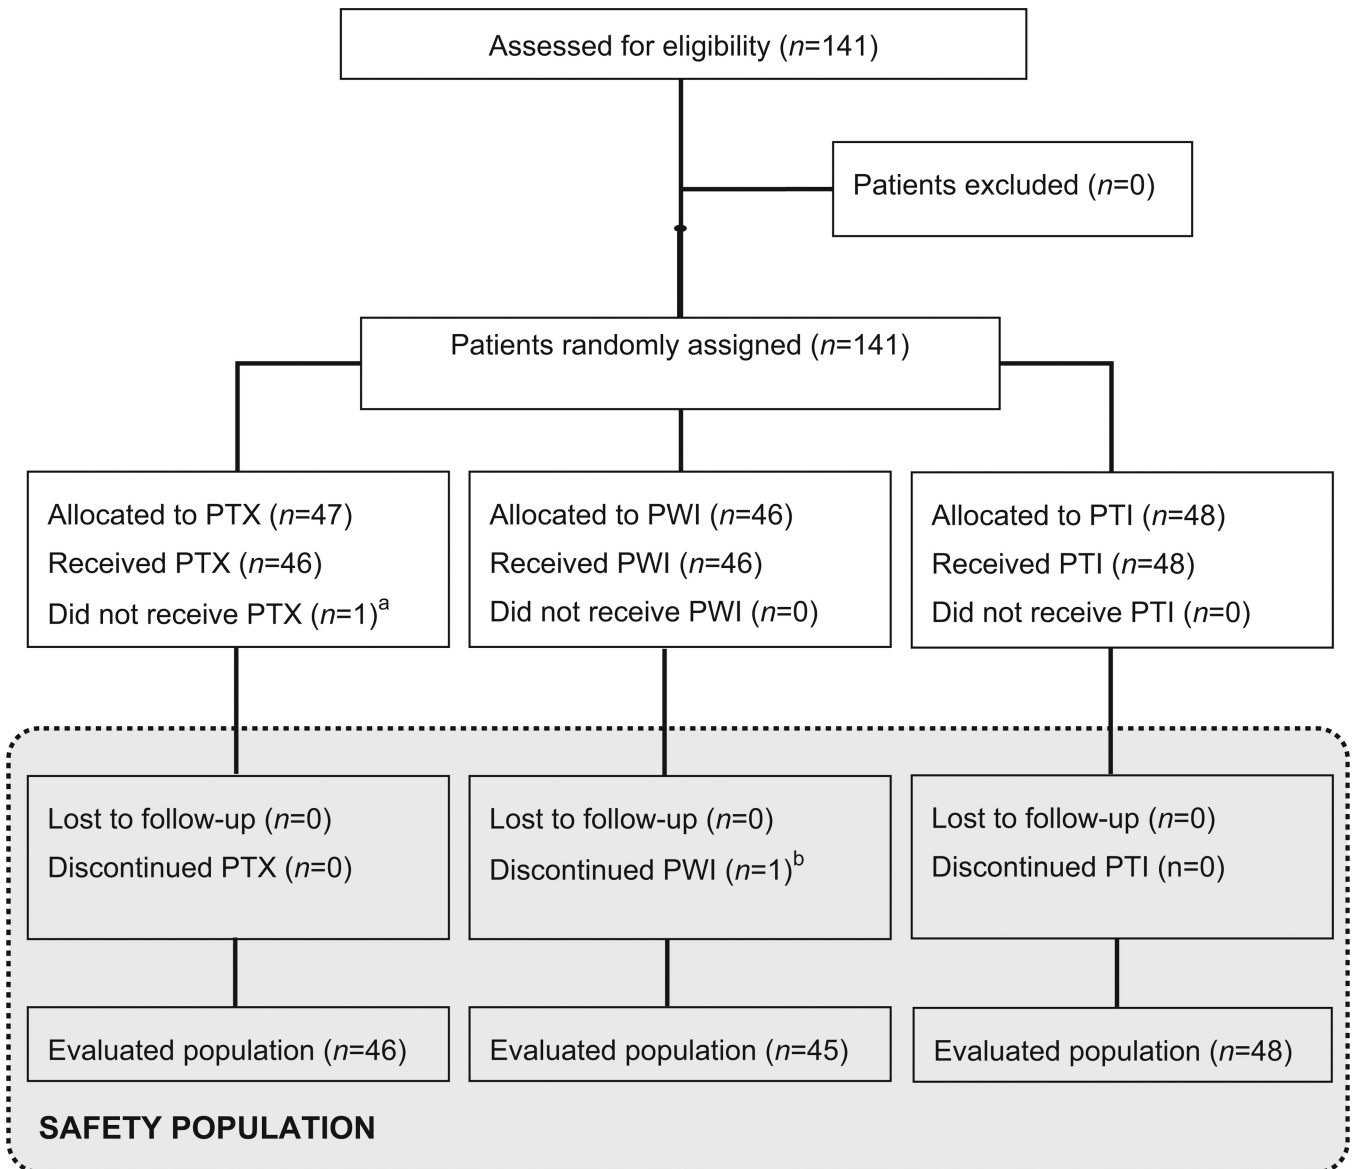 Assessed for eligibility (n=141)
Patients excluded (n=0)
Patients randomly assigned (n=141)
Allocated to PTX (n=47)
Received PTX (n=46)
Did not receive PTX (n=1)a
Allocated to PWI (n=46)
Received PWI (n=46)
Did not receive PWI (n=0)
Allocated to PTI (n=48)
Received PTI (n=48)
Did not receive PTI (n=0)
Lost to follow-up (n=0)
Discontinued PTX (n=0)
Lost to follow-up (n=0)
Discontinued PWI (n=1)b
Lost to follow-up (n=0)
Discontinued PTI (n=0)
Evaluated population (n=46)
Evaluated population (n=45)
Evaluated population (n=48)
SAFETY POPULATION